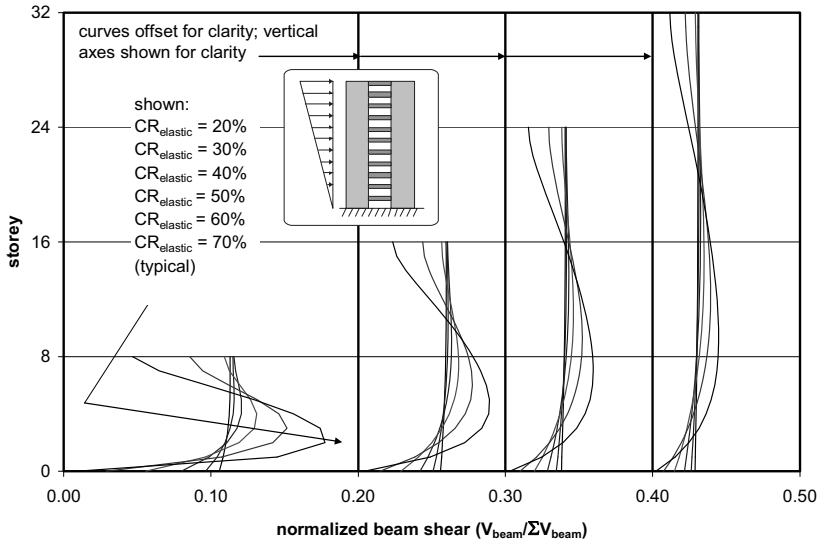 32
24
16
8
0
storey
curves offset for clarity; vertical
axes shown for clarity
shown:
CRelastic = 20%
CRelastic = 30%
CRelastic = 40%
CRelastic = 50%
CRelastic = 60%
CRelastic = 70%
(typical)
0.00 0.10 0.20 0.30 0.40 0.50
normalized beam shear (Vbeam/ΣVbeam)